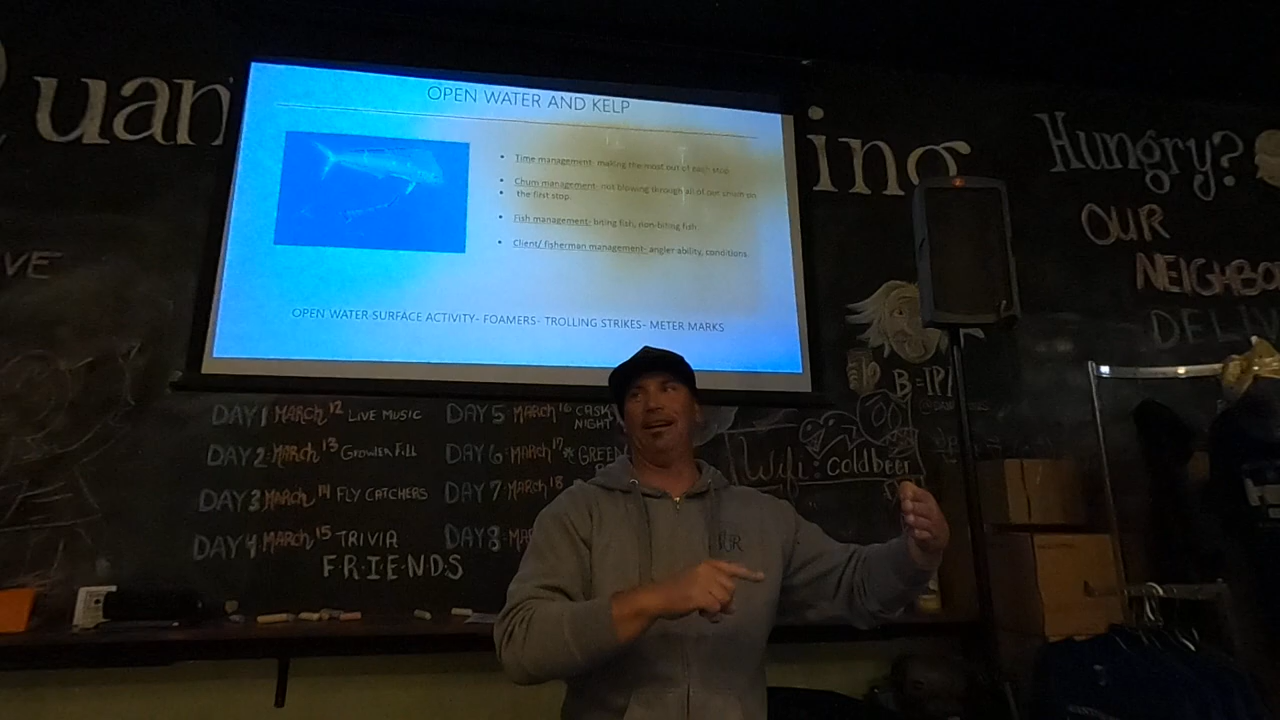 uan
ing
Hungry?
OUR
NEIGHBO
DELIV
VE
OPEN WATER AND KELP
Time management- making the most out of each stop
Chum management- not blowing through all of our chum on
the first stop.
Fish management- biting fish, non biting fish
Client/ fisherman management- angler ability, conditions
OPEN WATER SURFACE ACTIVITY- FOAMERS- TROLLING STRIKES- METER MARKS
DAY 1 MARCH 12 LIVE MUSIC
DAY 2 MARCH 13 GROWLER FILL
DAY 3 MARCH 14 FLY CATCHERS
DAY 4 MARCH 15 TRIVIA
F·R·I·E·N·D·S
DAY 5 MARCH 16 CASK
NIGHT
DAY 6 MARCH 17 GREEN
DAY 7 MARCH 18
DAY 8 MAR
Wifi: coldbeer